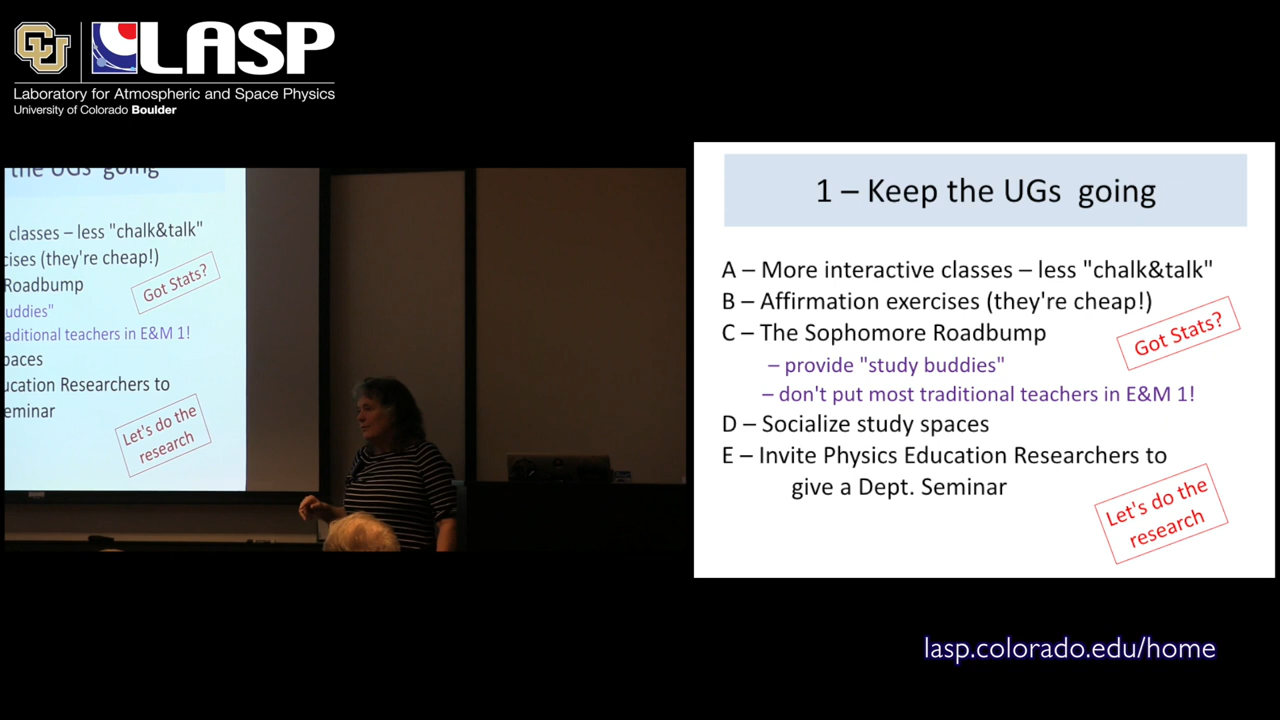 CU
LASP
Laboratory for Atmospheric and Space Physics
University of Colorado Boulder
the UGs going
classes – less "chalk&talk"
cises (they're cheap!)
Roadbump
Got Stats?
uddies"
aditional teachers in E&M 1!
paces
ucation Researchers to
eminar
Let's do the
research
1 – Keep the UGs going
A – More interactive classes – less "chalk&talk"
B – Affirmation exercises (they're cheap!)
C – The Sophomore Roadbump
Got Stats?
– provide "study buddies"
– don't put most traditional teachers in E&M 1!
D – Socialize study spaces
E – Invite Physics Education Researchers to
give a Dept. Seminar
Let's do the
research
lasp.colorado.edu/home